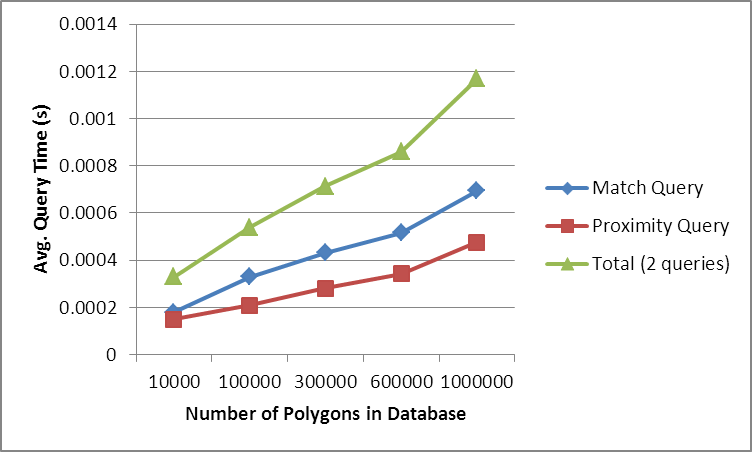 0.0014
0.0012
0.001
0.0008
0.0006
0.0004
0.0002
0
Avg. Query Time (s)
10000 100000 300000 600000 1000000
Number of Polygons in Database
Match Query
Proximity Query
Total (2 queries)